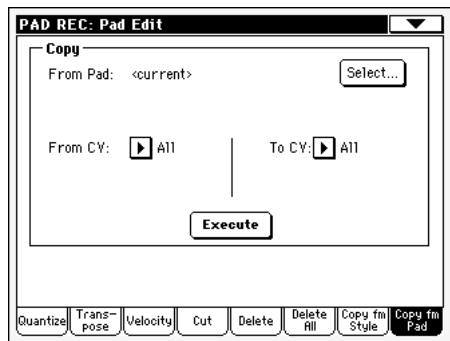 PAD REC: Pad Edit
Copy
From Pad: <current> Select...
From CV: All To CV: All
Execute
Quantize Trans-pose Velocity Cut Delete Delete All Copy fm Style Copy fm Pad